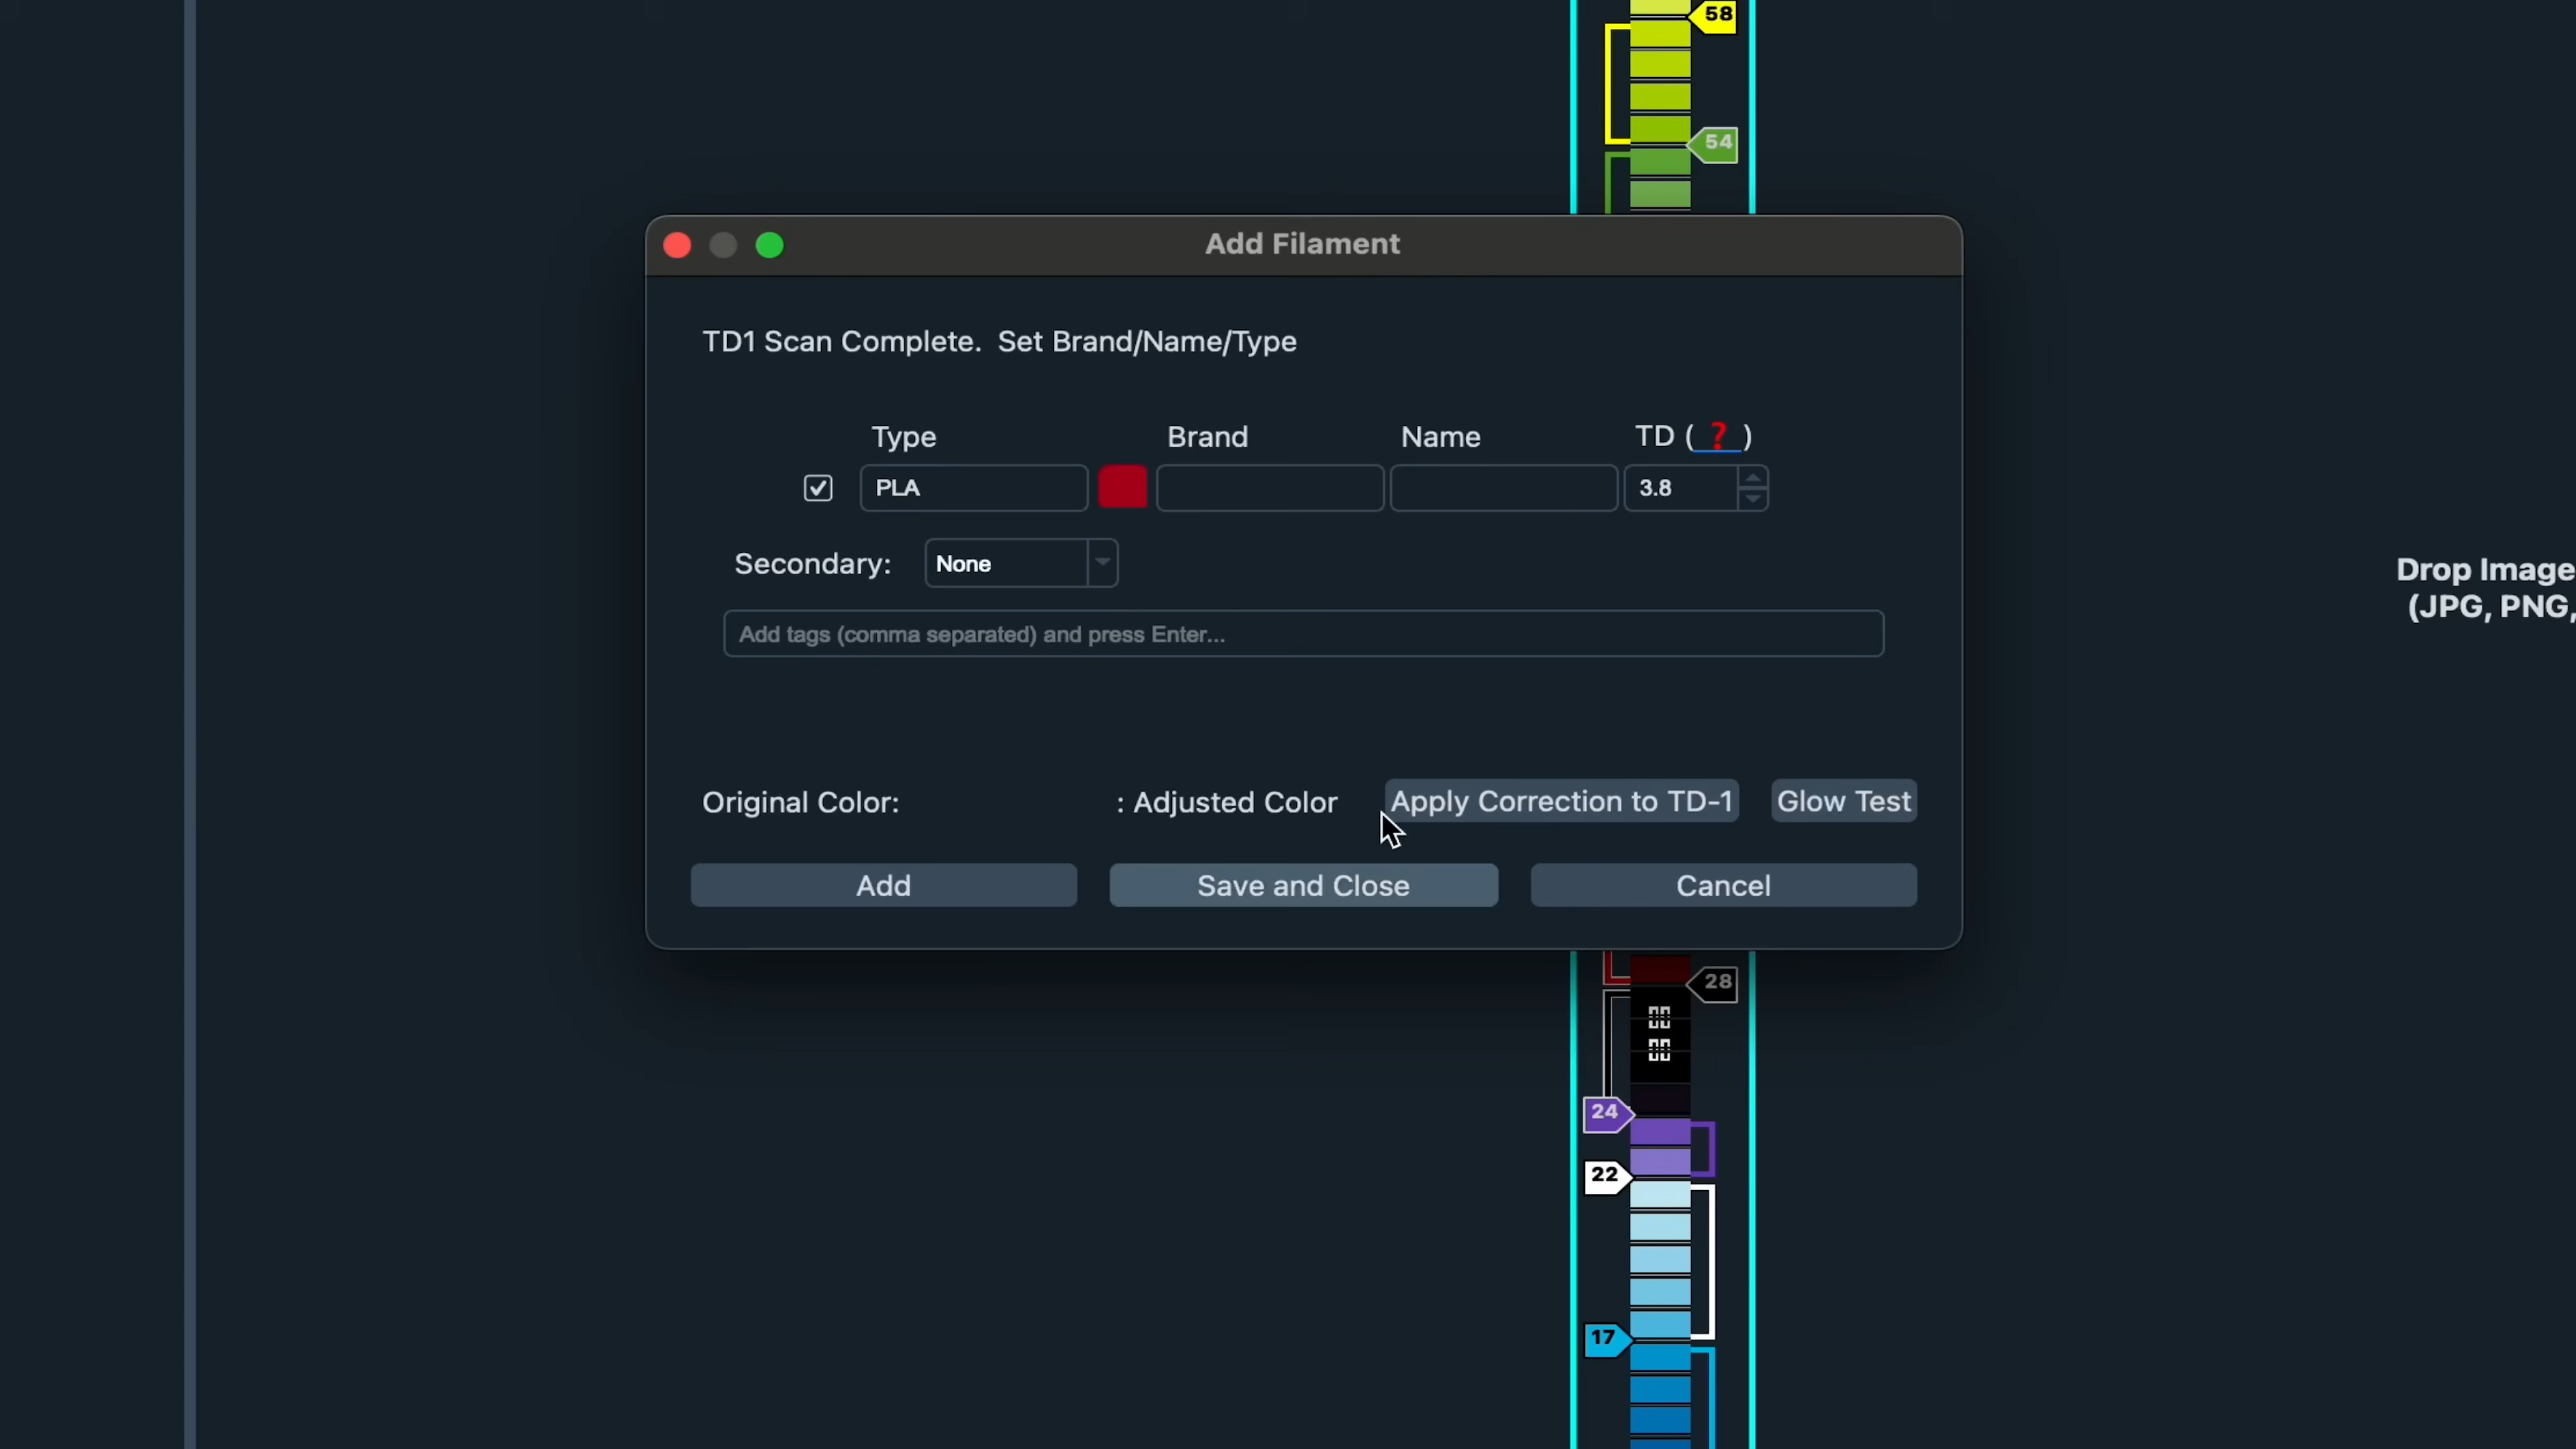 58
54
Add Filament
TD1 Scan Complete.  Set Brand/Name/Type
Type Brand Name TD ( ? )
PLA 3.8
Secondary: None
Drop Image
(JPG, PNG,
Add tags (comma separated) and press Enter...
Original Color: : Adjusted Color Apply Correction to TD-1 Glow Test
Add Save and Close Cancel
28
24
22
17